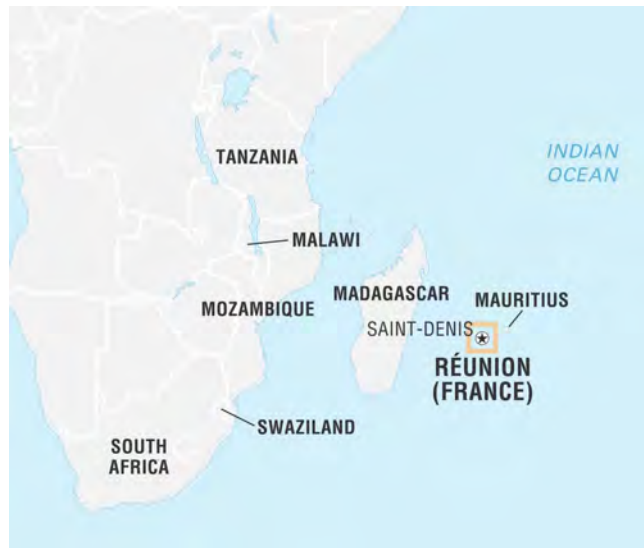 TANZANIA
INDIAN
OCEAN
MALAWI
MADAGASCAR
MAURITIUS
MOZAMBIQUE
SAINT-DENIS
RÉUNION
(FRANCE)
SWAZILAND
SOUTH
AFRICA